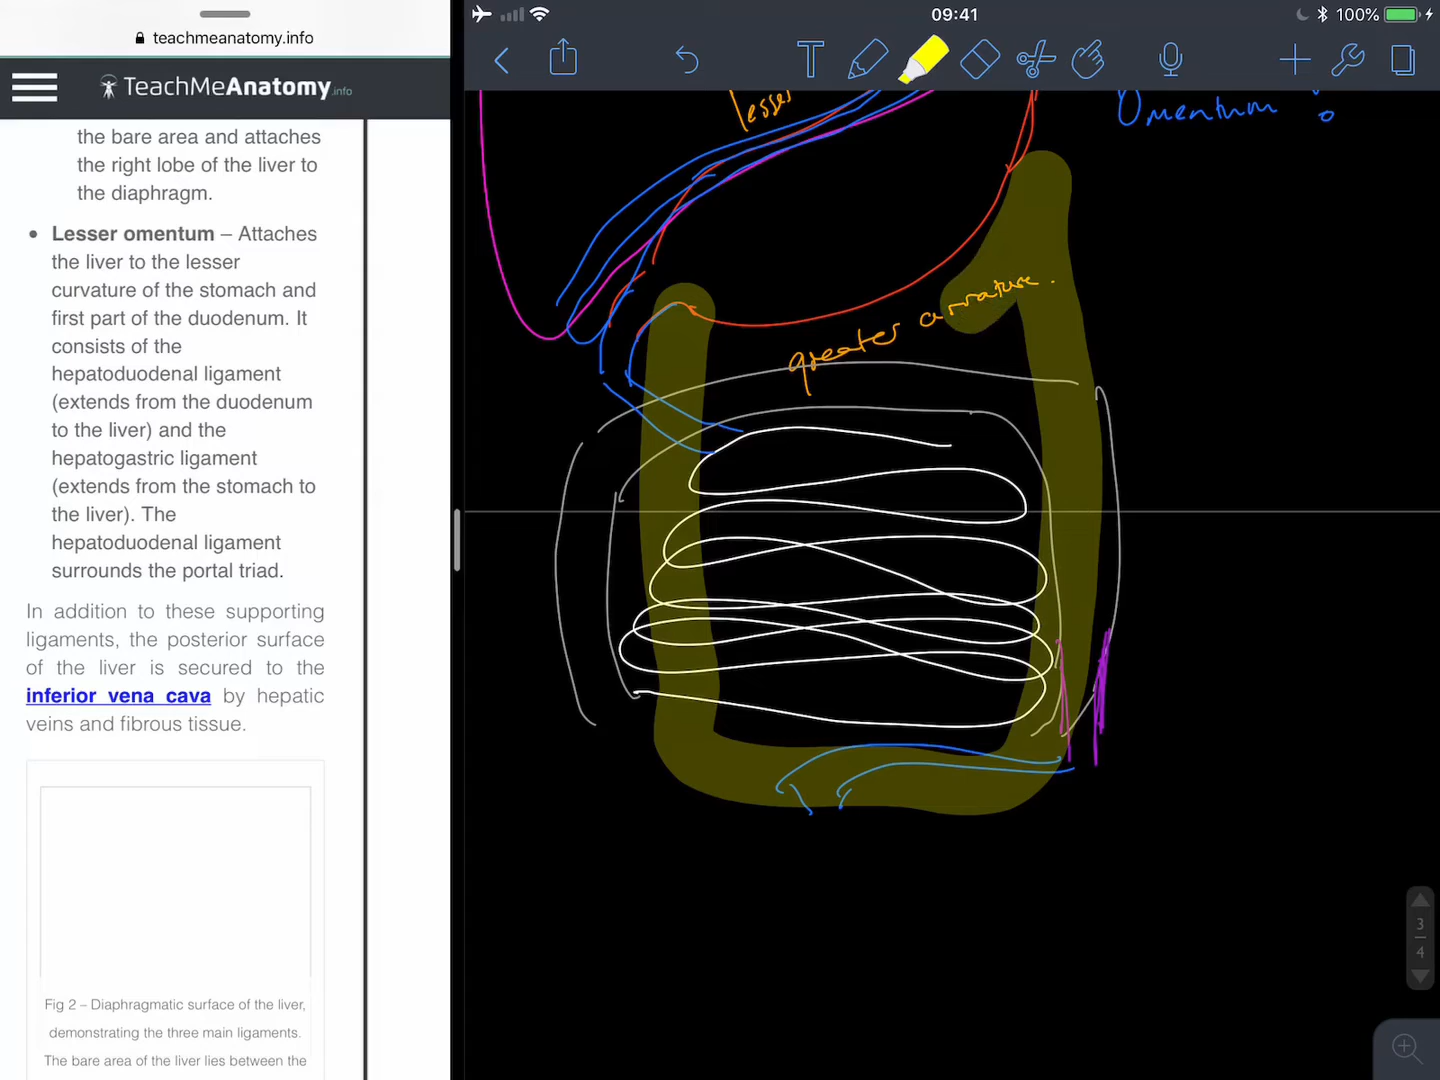 teachmeanatomy.info
TeachMeAnatomy.info
the bare area and attaches
the right lobe of the liver to
the diaphragm.
• Lesser omentum – Attaches
the liver to the lesser
curvature of the stomach and
first part of the duodenum. It
consists of the
hepatoduodenal ligament
(extends from the duodenum
to the liver) and the
hepatogastric ligament
(extends from the stomach to
the liver). The
hepatoduodenal ligament
surrounds the portal triad.
In addition to these supporting
ligaments, the posterior surface
of the liver is secured to the
inferior vena cava by hepatic
veins and fibrous tissue.
Fig 2 – Diaphragmatic surface of the liver,
demonstrating the three main ligaments.
The bare area of the liver lies between the
09:41
100%
T
lesser
Omentum
greater
3
4